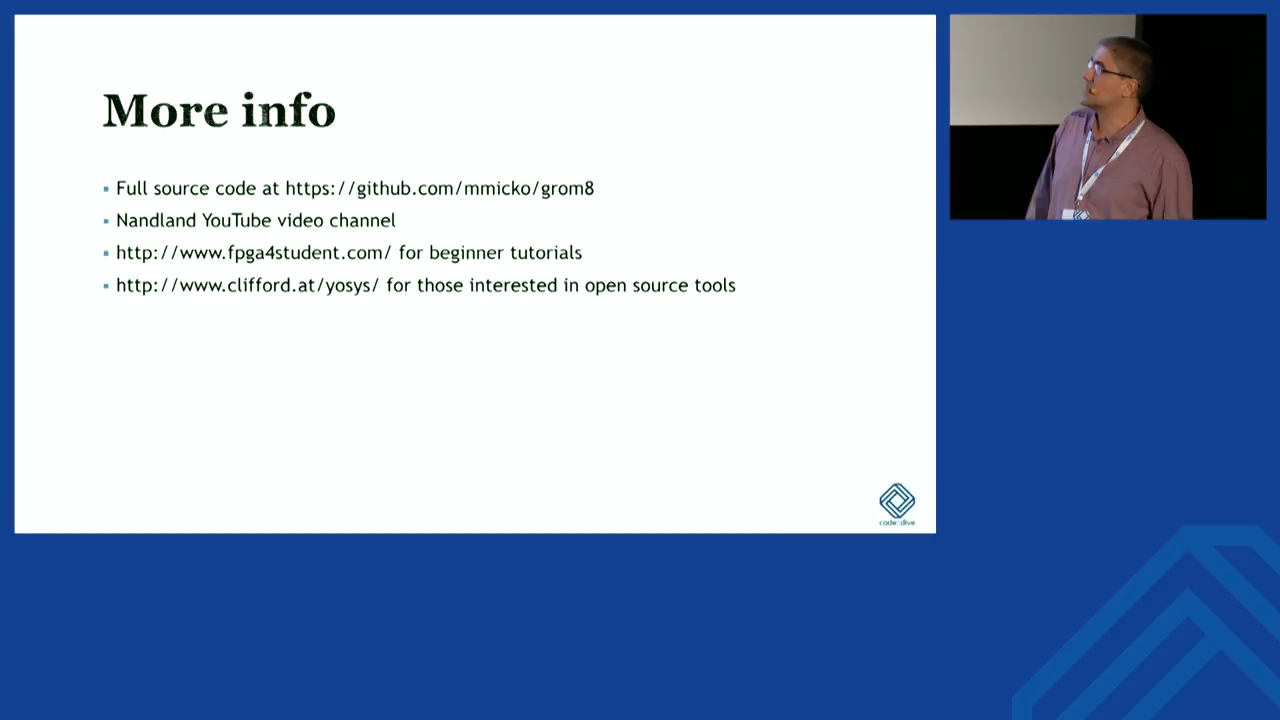 More info
Full source code at https://github.com/mmicko/grom8
Nandland YouTube video channel
http://www.fpga4student.com/ for beginner tutorials
http://www.clifford.at/yosys/ for those interested in open source tools
code::dive